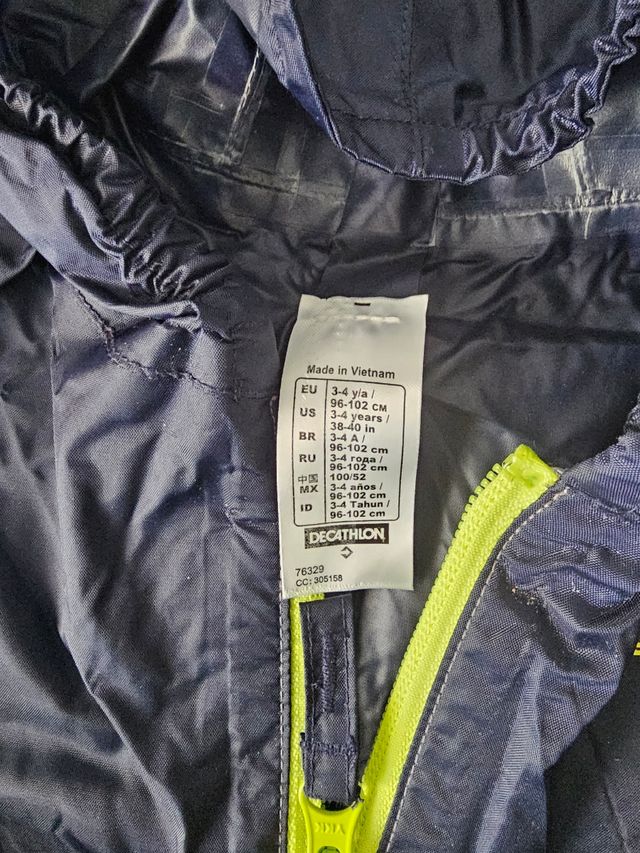 Made in Vietnam
EU 3-4 y/a /
96-102 CM
US 3-4 years /
38-40 in
BR 3-4 A /
96-102 cm
RU 3-4 года /
96-102 cm
中国 100/52
MX 3-4 años /
96-102 cm
ID 3-4 Tahun /
96-102 cm
DECATHLON
76329
CC: 305158
YKK